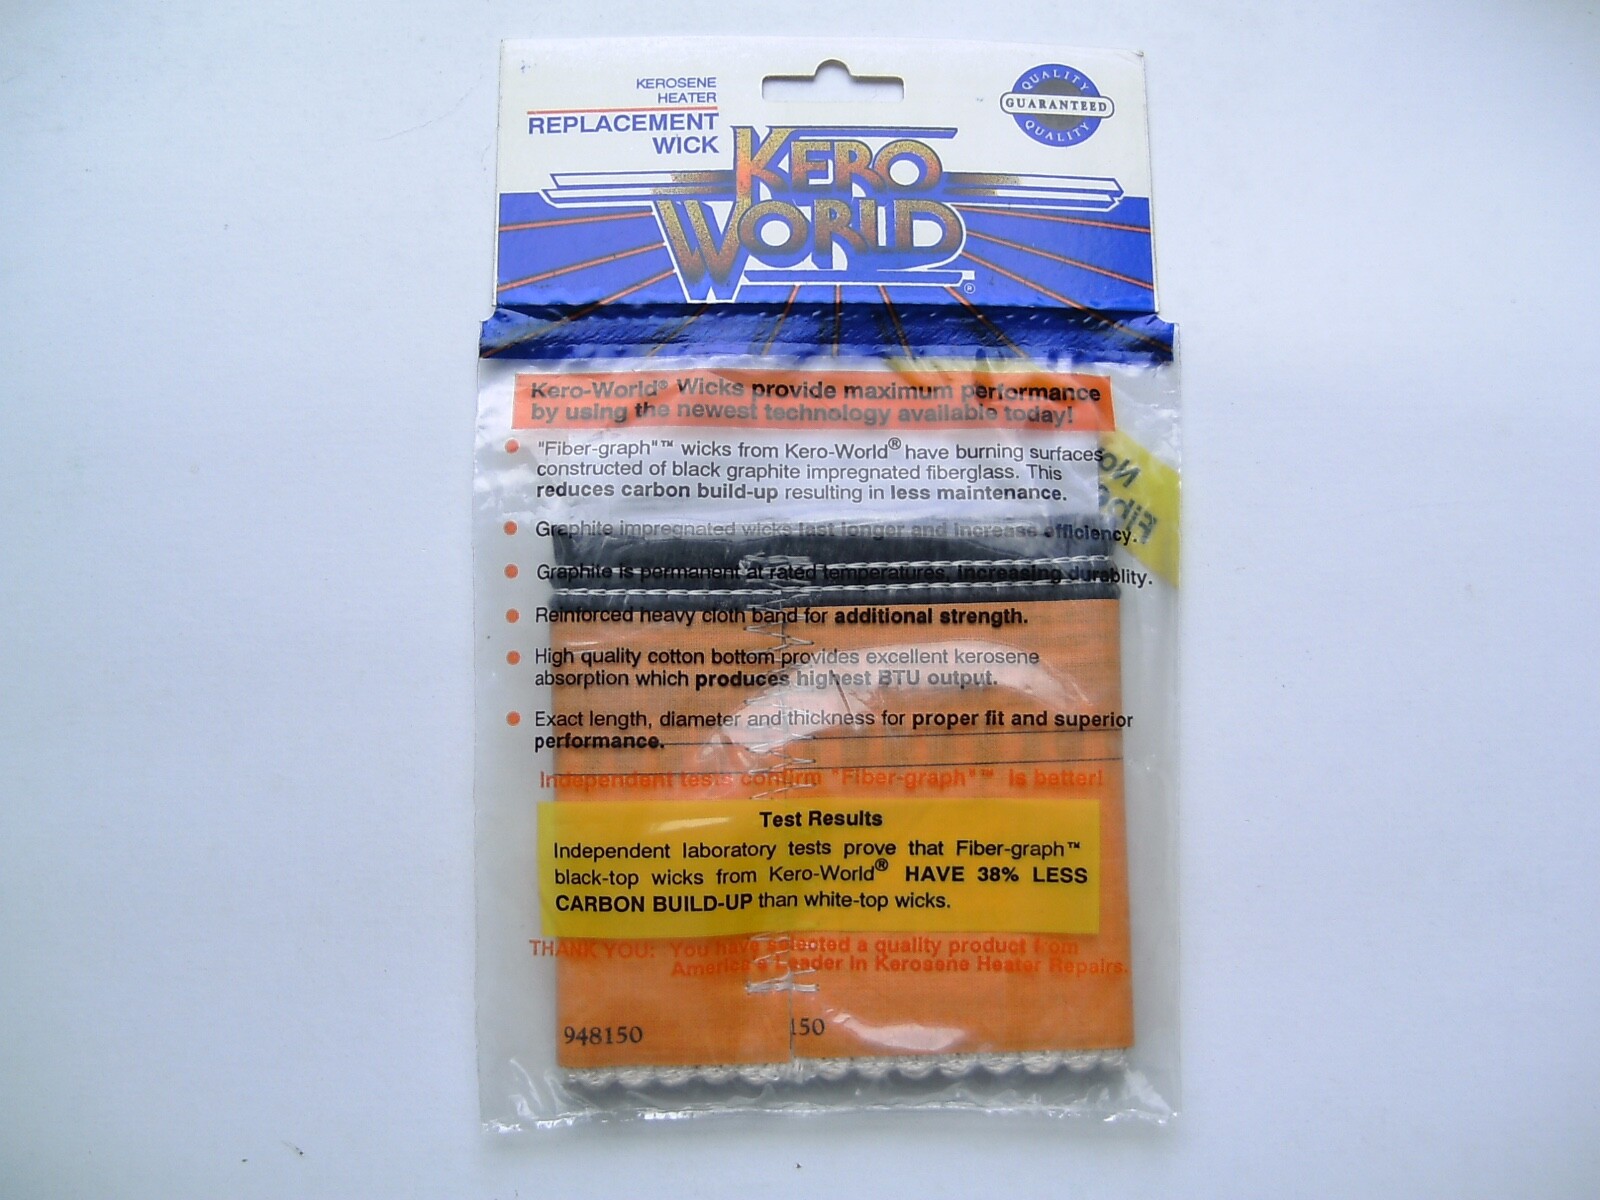 KEROSENE
HEATER
REPLACEMENT
WICK
QUALITY
GUARANTEED
QUALITY
KERO
WORLD®
Kero-World® Wicks provide maximum performance
by using the newest technology available today!
"Fiber-graph"™ wicks from Kero-World® have burning surfaces
constructed of black graphite impregnated fiberglass. This
reduces carbon build-up resulting in less maintenance.
Graphite impregnated wicks last longer and increase efficiency.
Graphite is permanent at rated temperatures, increasing durablity.
Reinforced heavy cloth band for additional strength.
High quality cotton bottom provides excellent kerosene
absorption which produces highest BTU output.
Exact length, diameter and thickness for proper fit and superior
performance.
Independent tests confirm "Fiber-graph"™ is better!
Test Results
Independent laboratory tests prove that Fiber-graph™
black-top wicks from Kero-World® HAVE 38% LESS
CARBON BUILD-UP than white-top wicks.
THANK YOU: You have selected a quality product from
America's Leader in Kerosene Heater Repairs.
948150
150